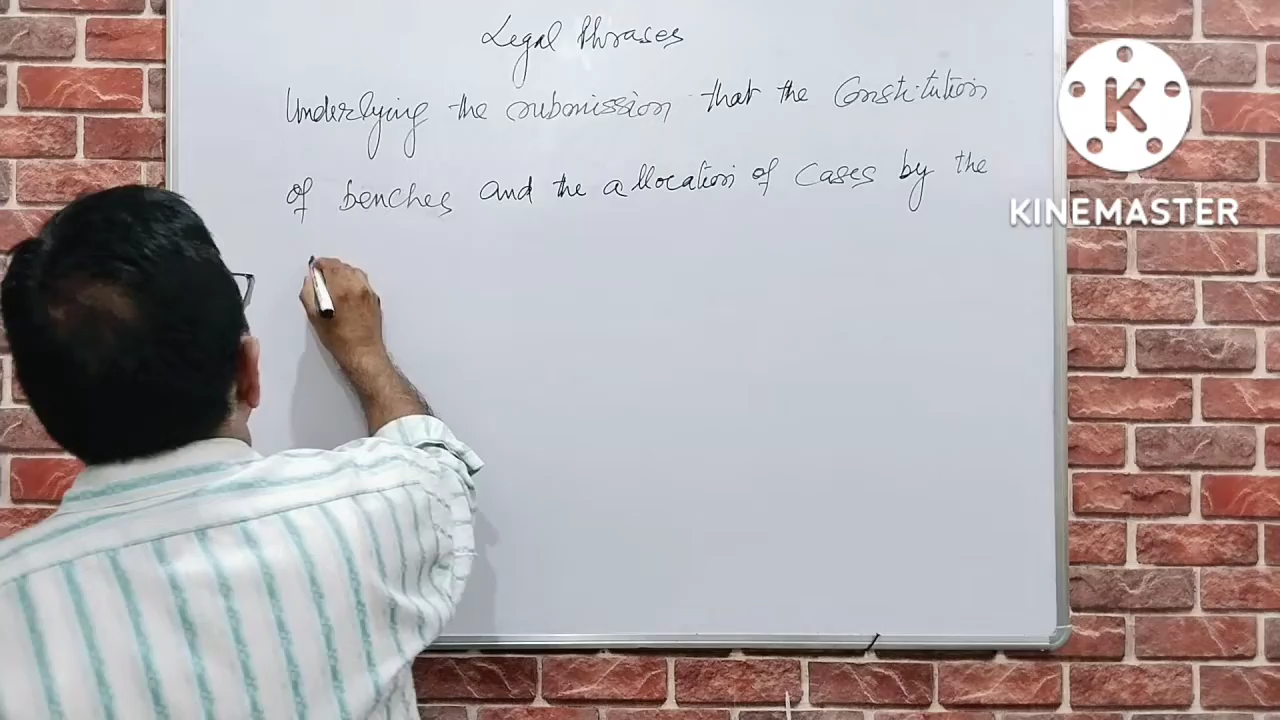 Legal Phrases
Underlying the submission that the Constitution
of benches and the allocation of cases by the
K
KINEMASTER